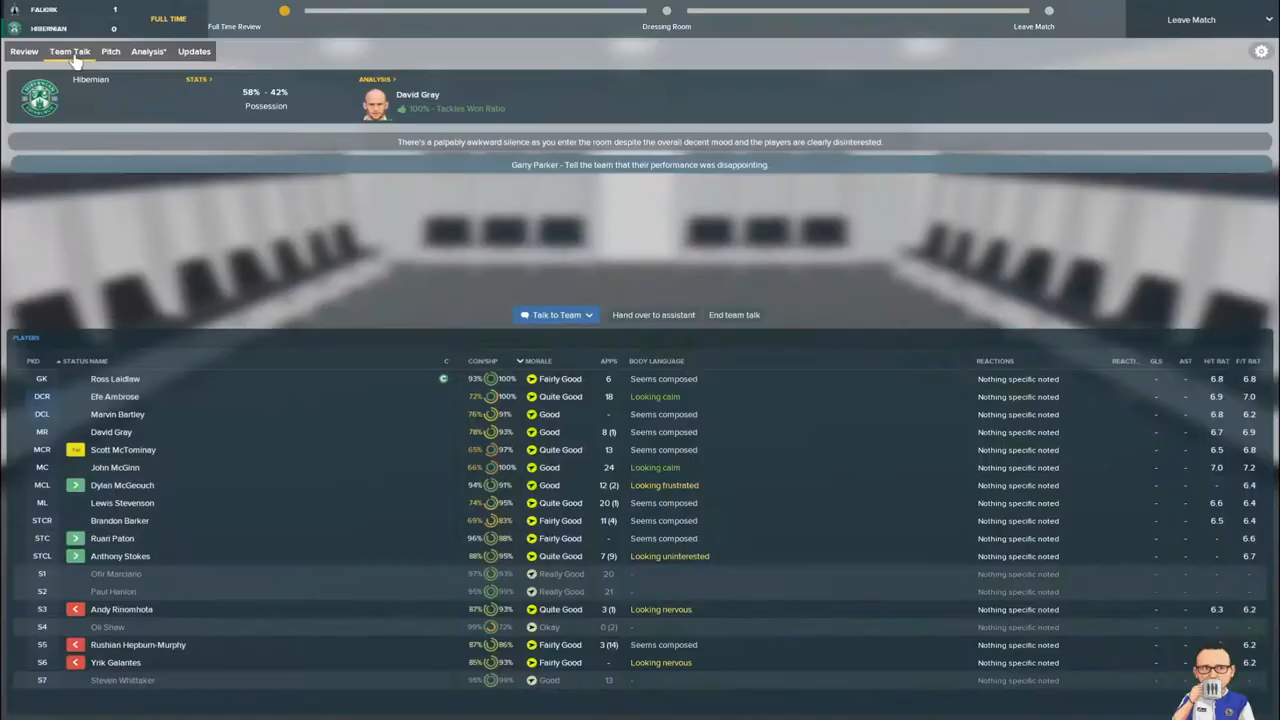 FALKIRK 1
HIBERNIAN 0
FULL TIME
Full Time Review
Dressing Room
Leave Match
Leave Match
Review Team Talk Pitch Analysis* Updates
Hibernian
STATS >
58% - 42%
Possession
ANALYSIS >
David Gray
100% - Tackles Won Ratio
There's a palpably awkward silence as you enter the room despite the overall decent mood and the players are clearly disinterested.
Garry Parker - Tell the team that their performance was disappointing.
Talk to Team Hand over to assistant End team talk
PLAYERS
PKD STATUS NAME C CON/SHP MORALE APPS BODY LANGUAGE REACTIONS REACTI... GLS AST H/T RAT F/T RAT
GK Ross Laidlaw C 93% 100% Fairly Good 6 Seems composed Nothing specific noted - - 6.8 6.8
DCR Efe Ambrose 72% 100% Quite Good 18 Looking calm Nothing specific noted - - 6.9 7.0
DCL Marvin Bartley 76% 91% Good - Seems composed Nothing specific noted - - 6.8 6.2
MR David Gray 78% 93% Good 8 (1) Seems composed Nothing specific noted - - 6.7 6.9
MCR Scott McTominay 65% 97% Quite Good 13 Seems composed Nothing specific noted - - 6.5 6.8
MC John McGinn 66% 100% Good 24 Looking calm Nothing specific noted - - 7.0 7.2
MCL Dylan McGeouch 94% 91% Good 12 (2) Looking frustrated Nothing specific noted - - 6.4
ML Lewis Stevenson 74% 95% Quite Good 20 (1) Seems composed Nothing specific noted - - 6.6 6.4
STCR Brandon Barker 69% 83% Fairly Good 11 (4) Seems composed Nothing specific noted - - 6.5 6.4
STC Ruari Paton 96% 88% Fairly Good - Seems composed Nothing specific noted - - 6.6
STCL Anthony Stokes 88% 95% Quite Good 7 (9) Looking uninterested Nothing specific noted - - 6.7
S1 Ofir Marciano 97% 93% Really Good 20 - Nothing specific noted - - - -
S2 Paul Hanlon 95% 99% Really Good 21 - Nothing specific noted - - - -
S3 Andy Rinomhota 87% 93% Quite Good 3 (1) Looking nervous Nothing specific noted - - 6.3 6.2
S4 Oli Shaw 99% 72% Okay 0 (2) - Nothing specific noted - - - -
S5 Rushian Hepburn-Murphy 87% 86% Fairly Good 3 (14) Seems composed Nothing specific noted - - - 6.2
S6 Yrik Galantes 85% 93% Fairly Good - Looking nervous Nothing specific noted - - 6.2
S7 Steven Whittaker 95% 99% Good 13 - Nothing specific noted - -